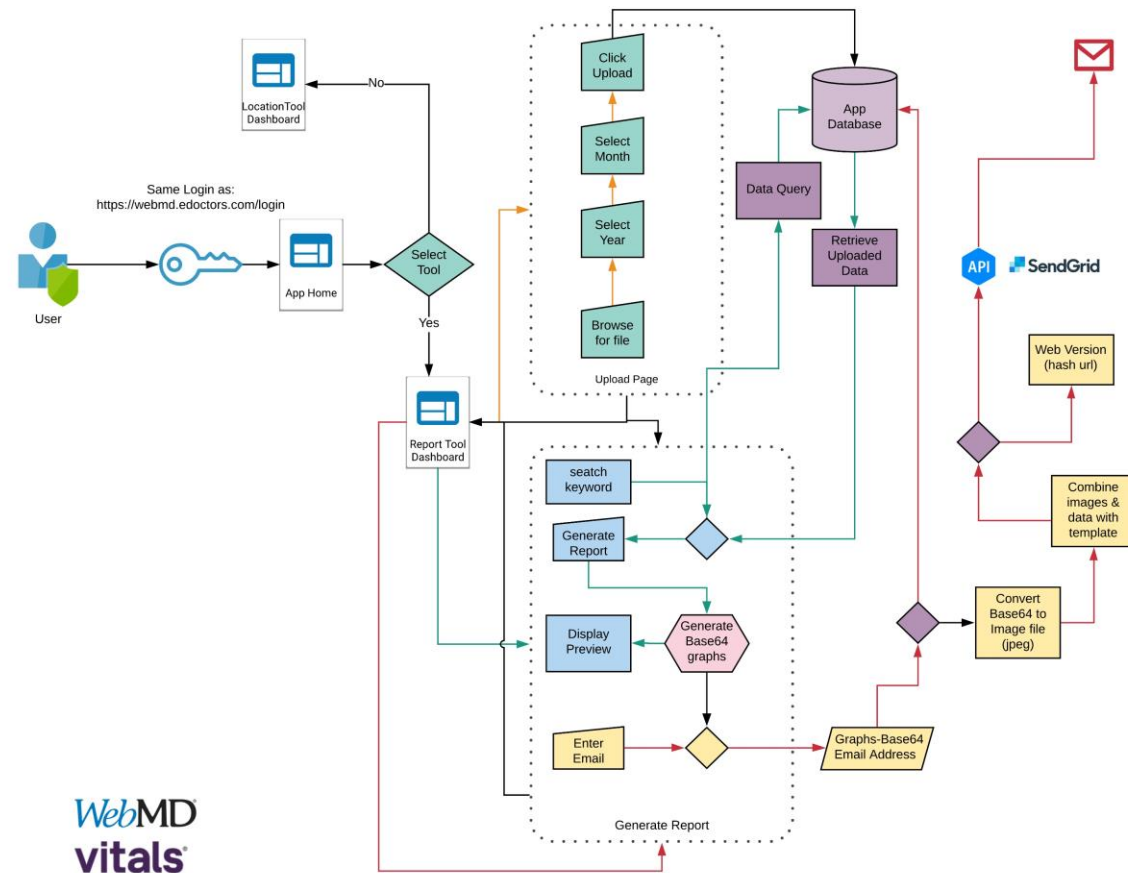 Click
Upload
No
LocationTool
Dashboard
App
Database
Select
Month
Data Query
Same Login as:
https://webmd.edoctors.com/login
Select
Year
Retrieve
Uploaded
Data
Select
Tool
API
SendGrid
App Home
User
Yes
Browse
for file
Web Version
(hash url)
Upload Page
Report Tool
Dashboard
seatch
keyword
Combine
images &
data with
template
Generate
Report
Convert
Base64 to
Image file
(jpeg)
Display
Preview
Generate
Base64
graphs
Enter
Email
Graphs-Base64
Email Address
Generate Report
WebMD®
vitals®